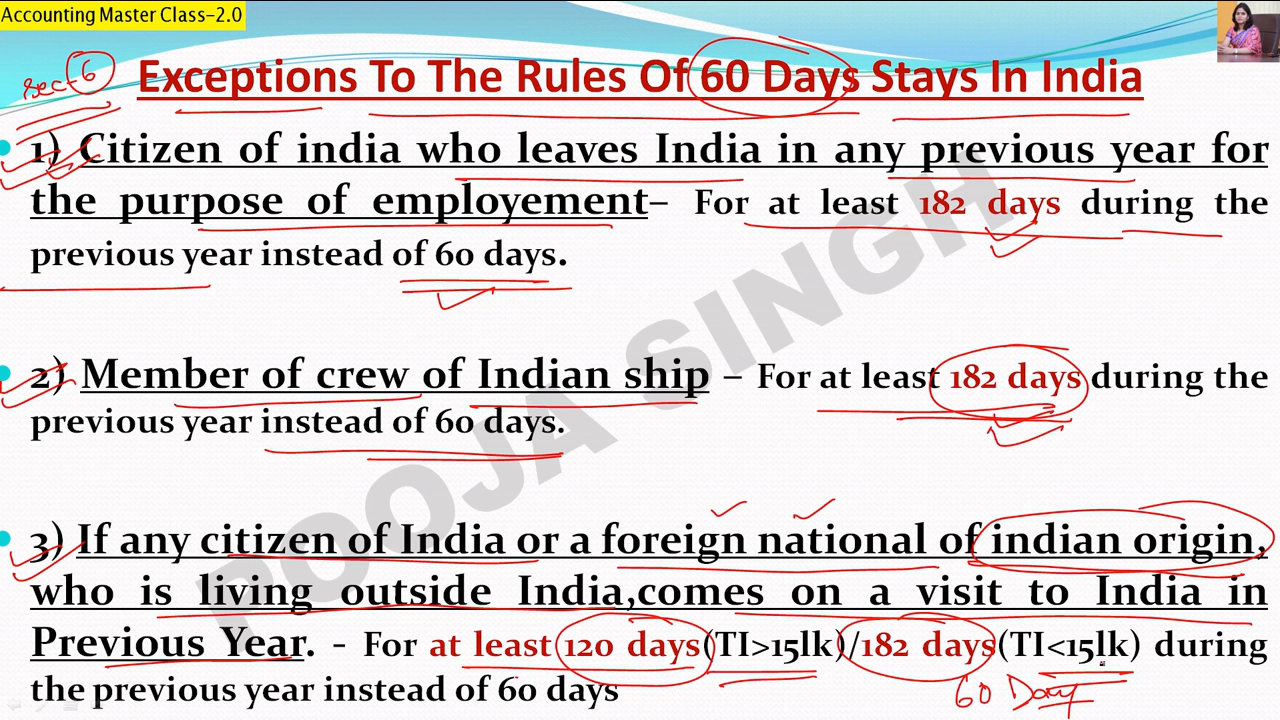 Accounting Master Class-2.0
sec-6
Exceptions To The Rules Of 60 Days Stays In India
1) Citizen of india who leaves India in any previous year for
the purpose of employement– For at least 182 days during the
previous year instead of 60 days.
2) Member of crew of Indian ship – For at least 182 days during the
previous year instead of 60 days.
3) If any citizen of India or a foreign national of indian origin,
who is living outside India,comes on a visit to India in
Previous Year. - For at least 120 days(TI>15lk)/182 days(TI<15lk) during
the previous year instead of 60 days
60 Day
POOJA SINGH